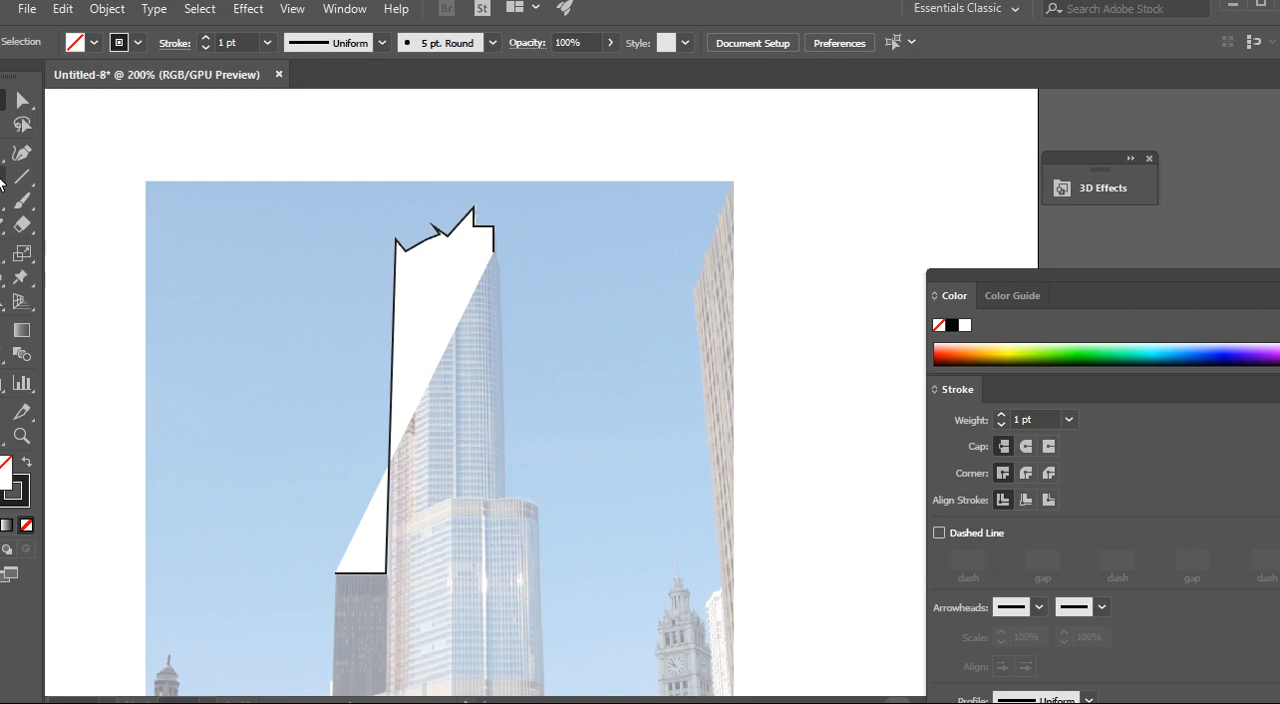 File Edit Object Type Select Effect View Window Help Br St Essentials Classic Search Adobe Stock
Selection Stroke: 1 pt Uniform 5 pt. Round Opacity: 100% Style: Document Setup Preferences
Untitled-8* @ 200% (RGB/GPU Preview)
3D Effects
Color Color Guide
Stroke
Weight: 1 pt
Cap:
Corner:
Align Stroke:
Dashed Line
dash gap dash gap dash
Arrowheads:
Scale: 100% 100%
Align:
Profile: Uniform